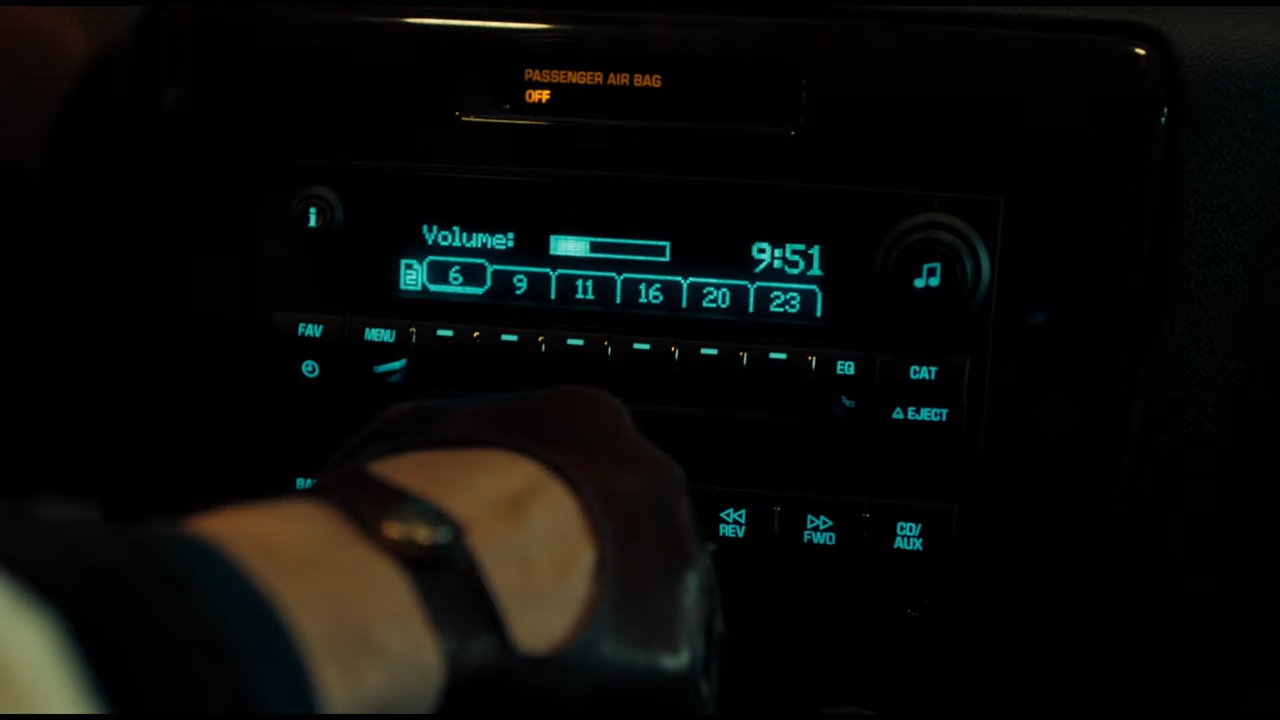 PASSENGER AIR BAG
OFF
Volume: 9:51
2 6 9 11 16 20 23
FAV MENU EQ CAT
EJECT
REV FWD CD/
AUX